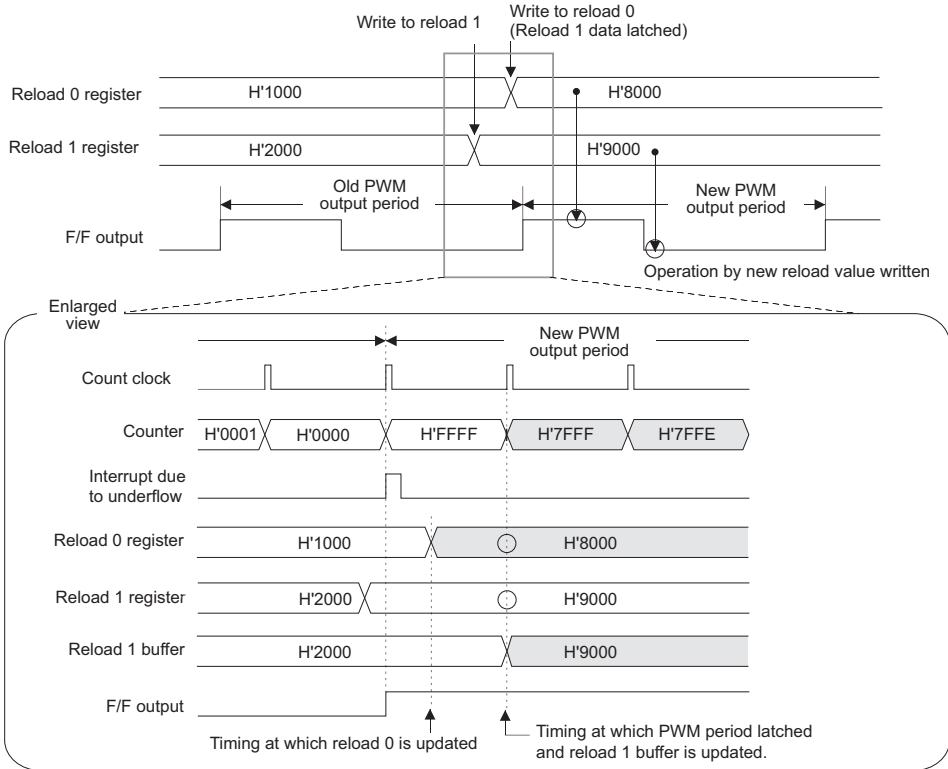 Write to reload 1
Write to reload 0
(Reload 1 data latched)
Reload 0 register
H'1000
H'8000
Reload 1 register
H'2000
H'9000
Old PWM
output period
New PWM
output period
F/F output
Operation by new reload value written
Enlarged
view
New PWM
output period
Count clock
Counter
H'0001
H'0000
H'FFFF
H'7FFF
H'7FFE
Interrupt due
to underflow
Reload 0 register
H'1000
H'8000
Reload 1 register
H'2000
H'9000
Reload 1 buffer
H'2000
H'9000
F/F output
Timing at which reload 0 is updated
Timing at which PWM period latched
and reload 1 buffer is updated.